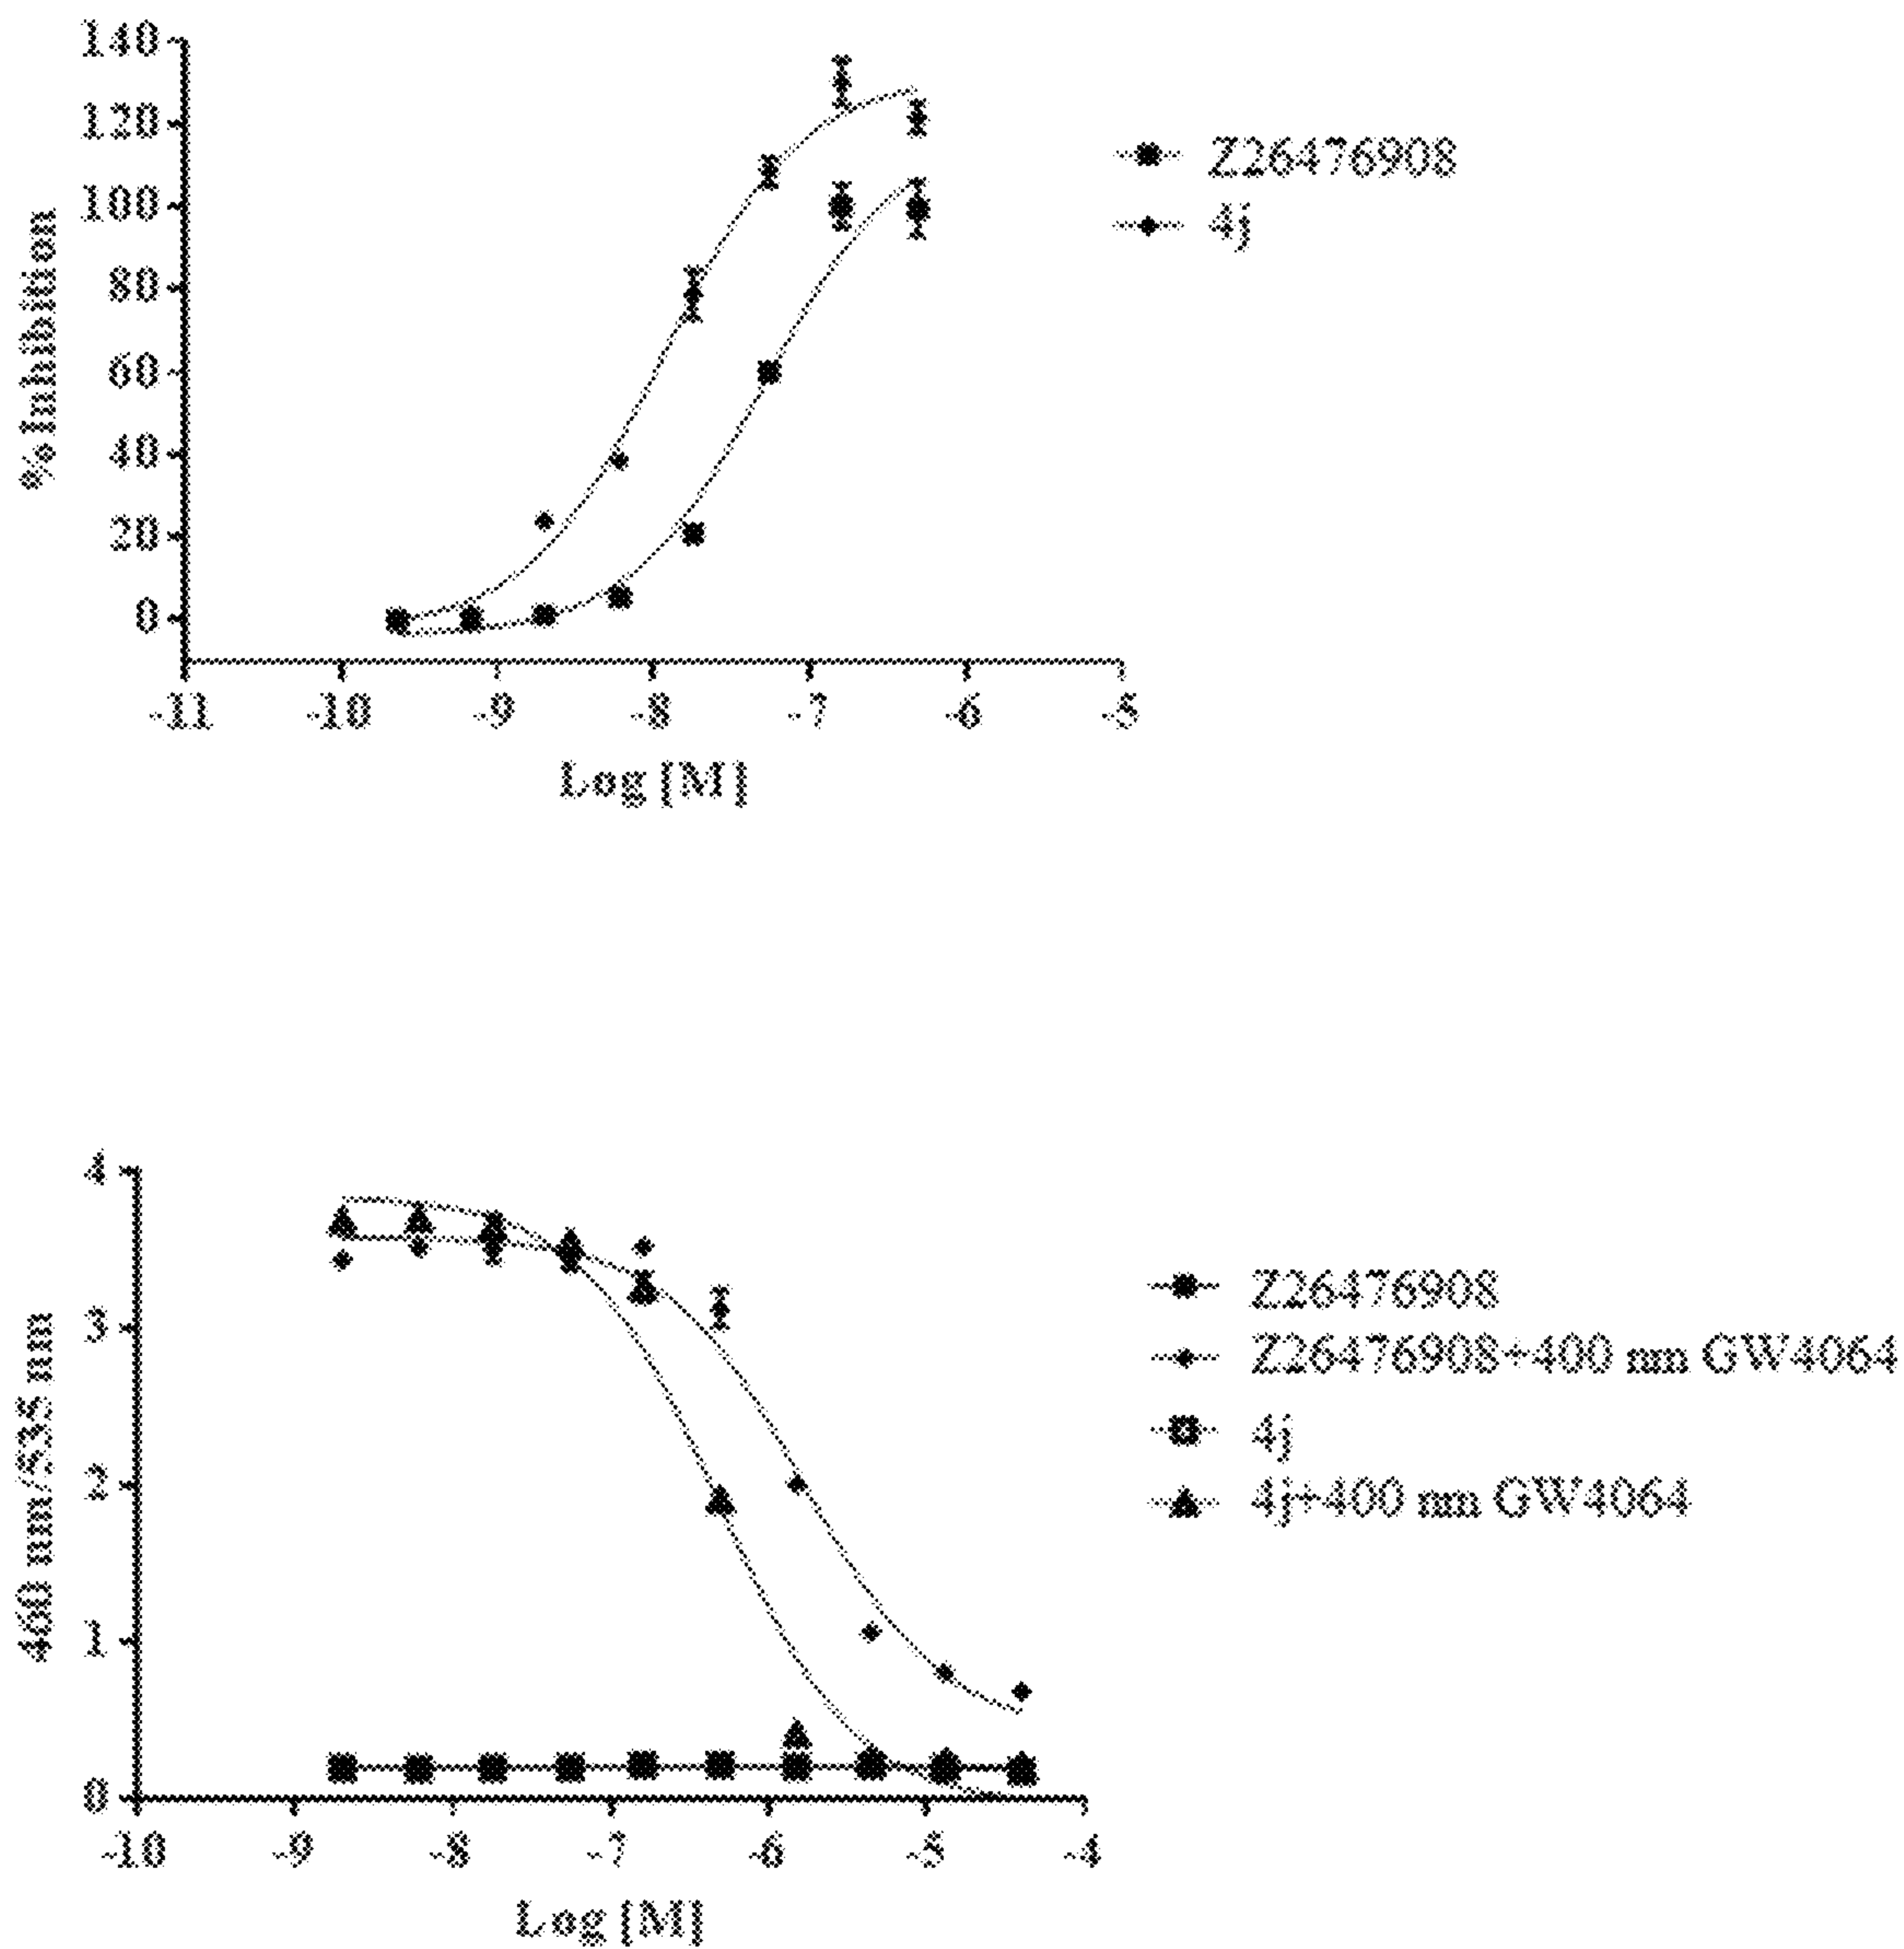 140
120
100
80
60
40
20
0
% Inhibition
-11 -10 -9 -8 -7 -6 -5
Log [M]
Z26476908
4j
4
3
2
1
0
460 nm/535 nm
-10 -9 -8 -7 -6 -5 -4
Log [M]
Z26476908
Z26476908+400 nm GW4064
4j
4j+400 nm GW4064